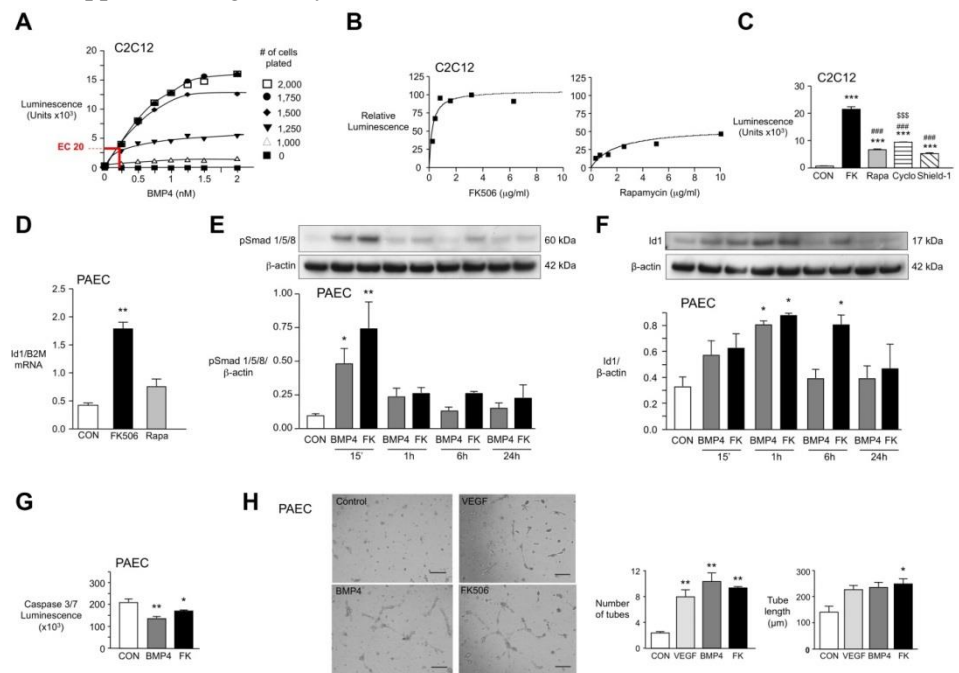 A
C2C12
Luminescence
(Units x10³)
20
15
10
5
0
EC 20
0 0.5 1.0 1.5 2
BMP4 (nM)
# of cells
plated
2,000
1,750
1,500
1,250
1,000
0
B
C2C12
Relative
Luminescence
125
100
75
50
25
0
0 2 4 6 8 10
FK506 (µg/ml)
125
100
75
50
25
0
0 2 4 6 8 10
Rapamycin (µg/ml)
C
C2C12
Luminescence
(Units x10³)
30
25
20
15
10
5
0
***
###
***
$$$
###
***
###
***
CON FK Rapa Cyclo Shield-1
D
PAEC
Id1/B2M
mRNA
2.5
2.0
1.5
1.0
0.5
0.0
**
CON FK506 Rapa
E
pSmad 1/5/8
60 kDa
β-actin
42 kDa
PAEC
pSmad 1/5/8/
β-actin
1.00
0.75
0.50
0.25
0.00
*
**
CON BMP4 FK BMP4 FK BMP4 FK BMP4 FK
15' 1h 6h 24h
F
Id1
17 kDa
β-actin
42 kDa
PAEC
Id1/
β-actin
0.8
0.6
0.4
0.2
0.0
* * *
CON BMP4 FK BMP4 FK BMP4 FK BMP4 FK
15' 1h 6h 24h
G
PAEC
Caspase 3/7
Luminescence
(x10³)
300
200
100
0
** *
CON BMP4 FK
H
PAEC
Control
VEGF
BMP4
FK506
Number
of tubes
15
10
5
0
** ** **
CON VEGF BMP4 FK
Tube
length
(µm)
400
300
200
100
0
*
CON VEGF BMP4 FK